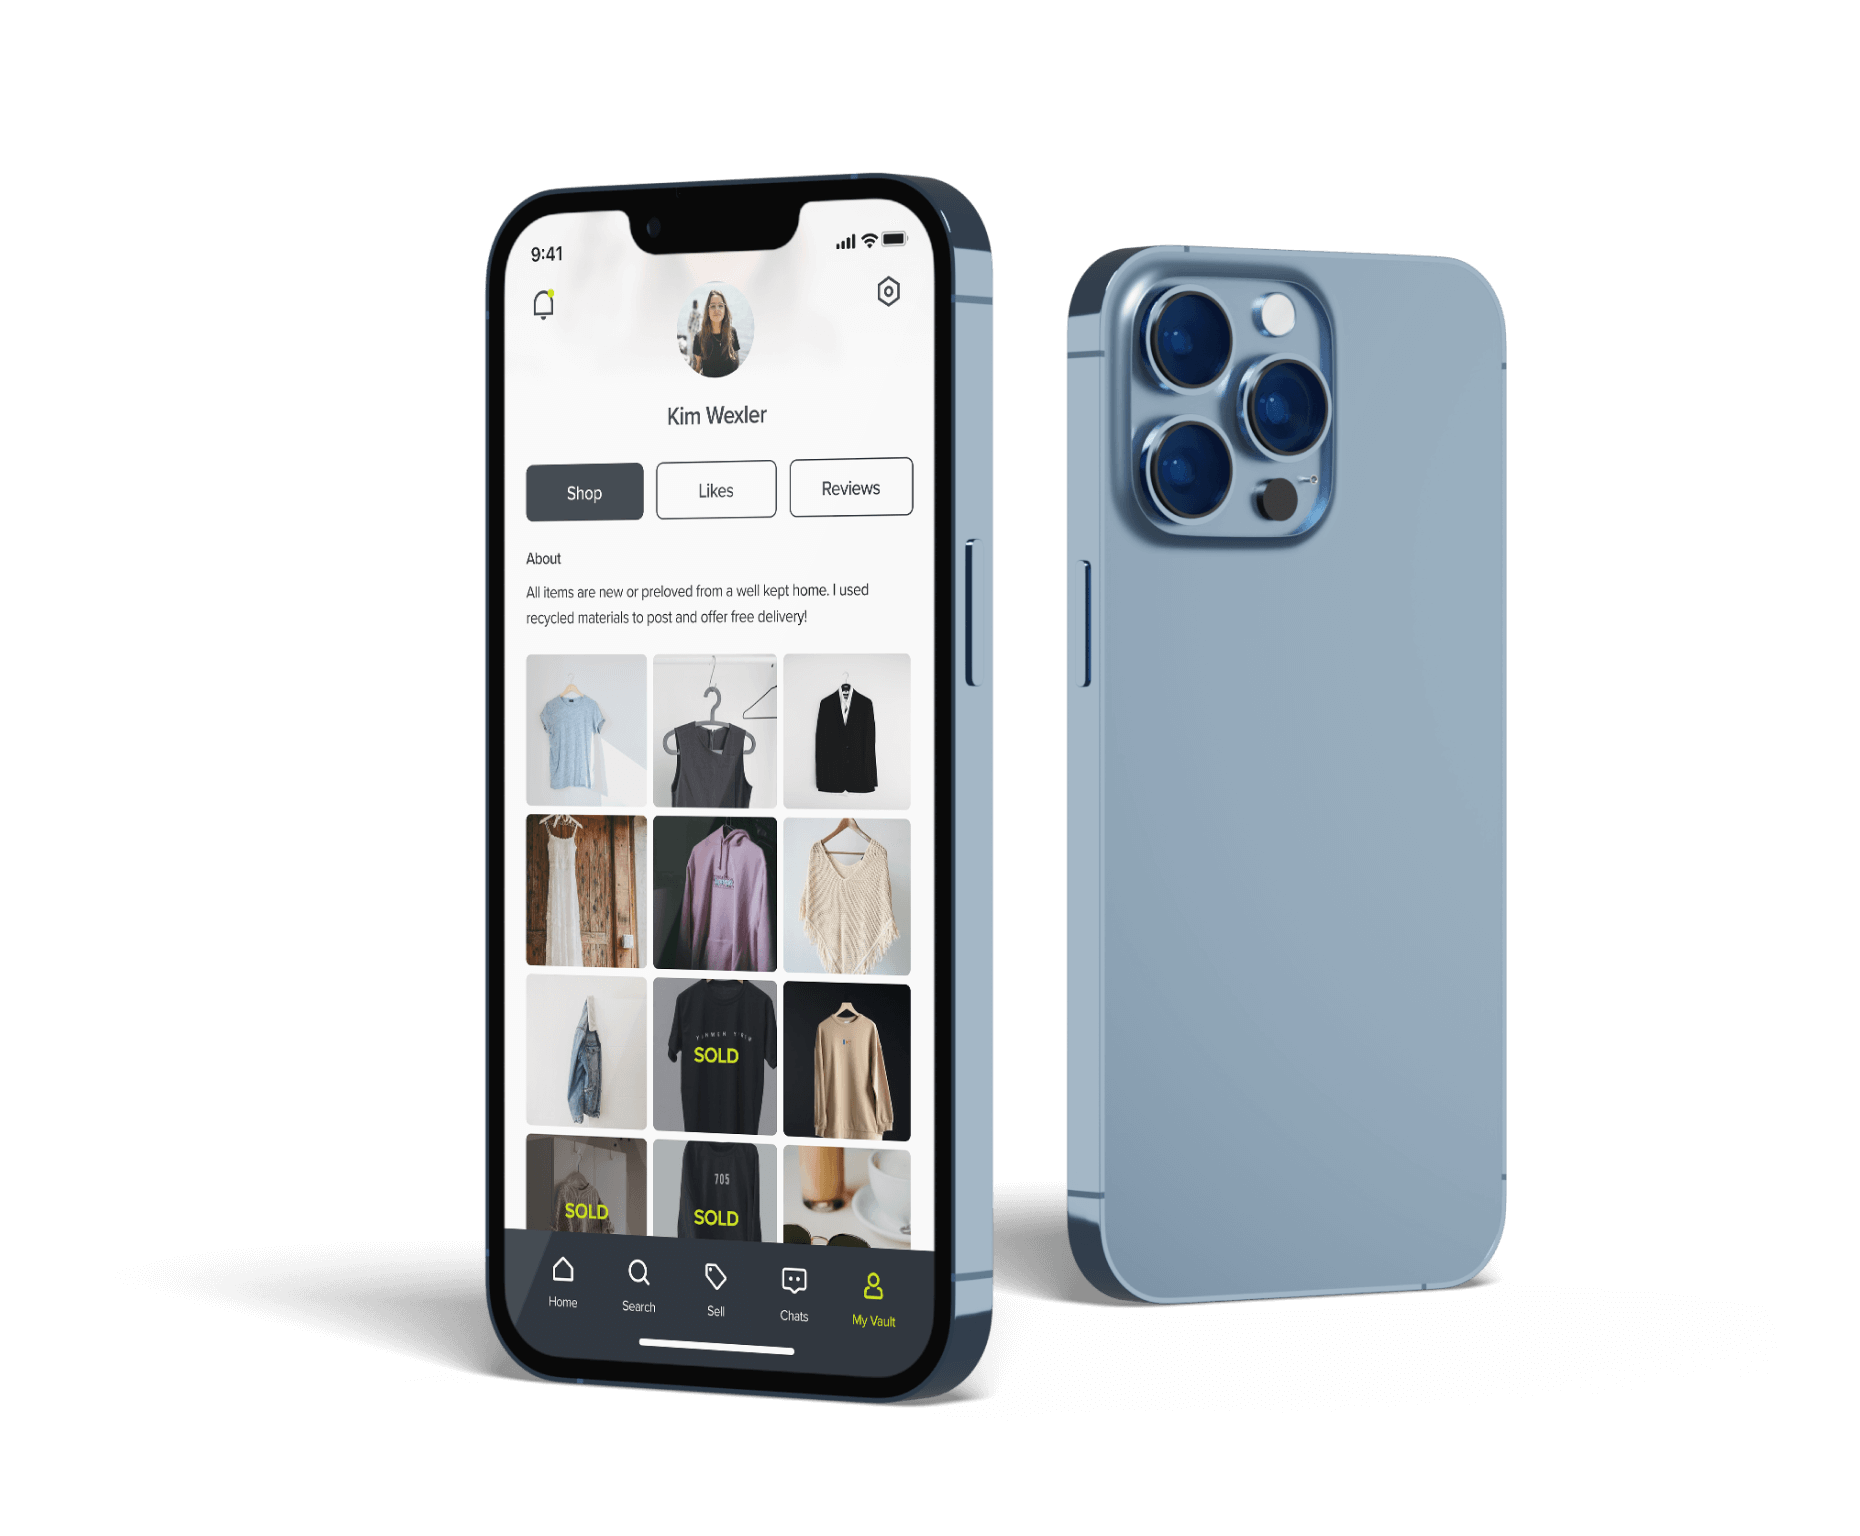 9:41
Kim Wexler
Shop
Likes
Reviews
About
All items are new or preloved from a well kept home. I used
recycled materials to post and offer free delivery!
SOLD
705
SOLD
SOLD
Home
Search
Sell
Chats
My Vault